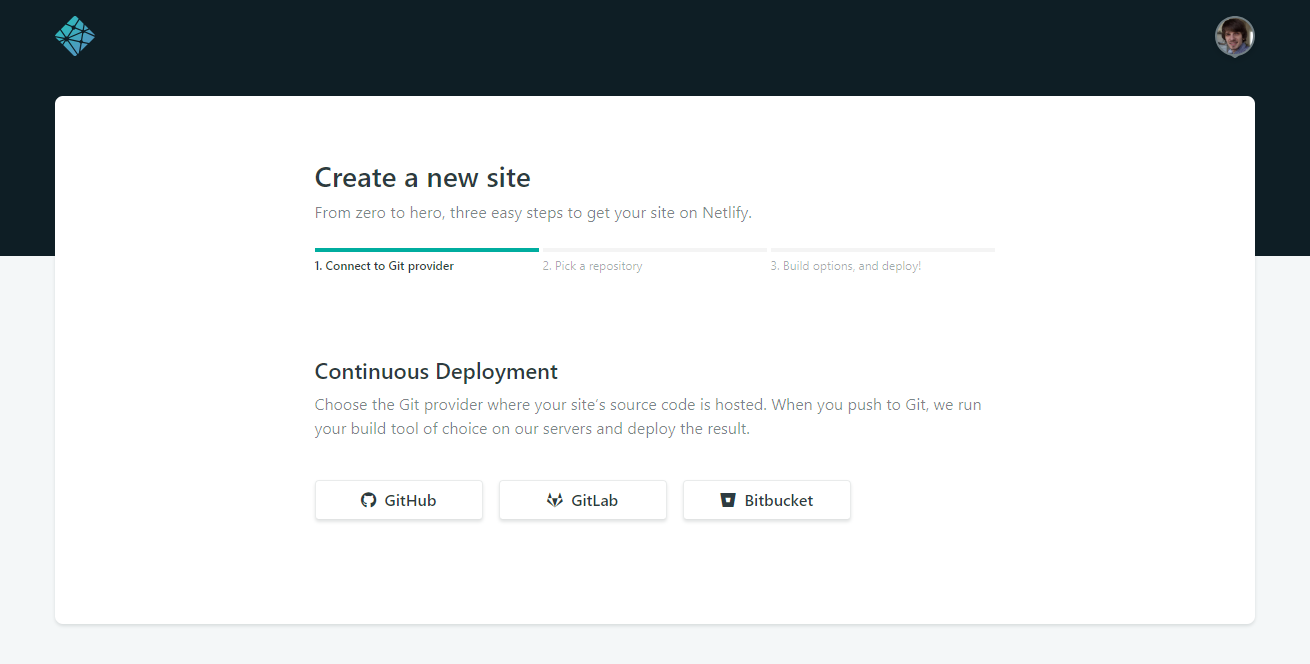 Create a new site
From zero to hero, three easy steps to get your site on Netlify.
1. Connect to Git provider
2. Pick a repository
3. Build options, and deploy!
Continuous Deployment
Choose the Git provider where your site’s source code is hosted. When you push to Git, we run
your build tool of choice on our servers and deploy the result.
GitHub
GitLab
Bitbucket